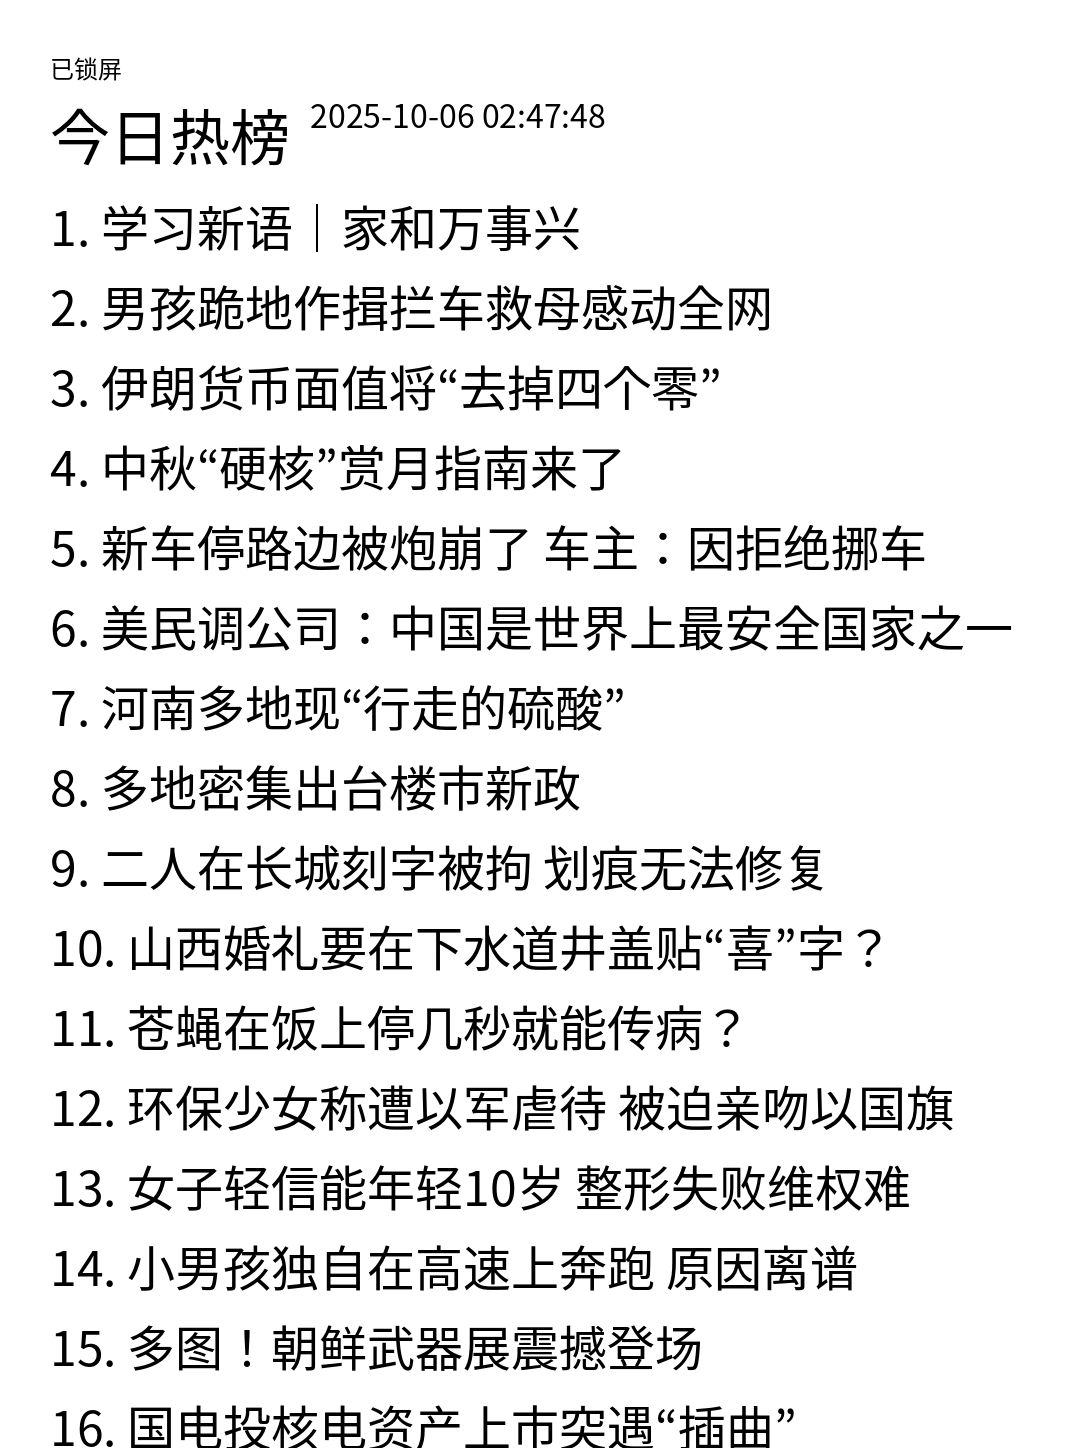 已锁屏
今日热榜 2025-10-06 02:47:48
1. 学习新语｜家和万事兴
2. 男孩跪地作揖拦车救母感动全网
3. 伊朗货币面值将“去掉四个零”
4. 中秋“硬核”赏月指南来了
5. 新车停路边被炮崩了 车主：因拒绝挪车
6. 美民调公司：中国是世界上最安全国家之一
7. 河南多地现“行走的硫酸”
8. 多地密集出台楼市新政
9. 二人在长城刻字被拘 划痕无法修复
10. 山西婚礼要在下水道井盖贴“喜”字？
11. 苍蝇在饭上停几秒就能传病？
12. 环保少女称遭以军虐待 被迫亲吻以国旗
13. 女子轻信能年轻10岁 整形失败维权难
14. 小男孩独自在高速上奔跑 原因离谱
15. 多图！朝鲜武器展震撼登场
16. 国电投核电资产上市突遇“插曲”